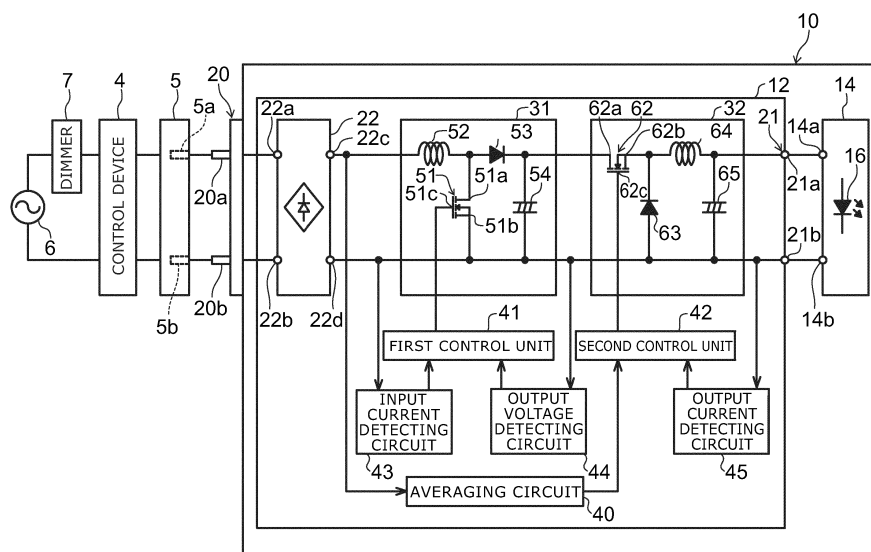 10
7
4
5
20
12
5a
22a
22
22c
31
52
53
62a
62
62b
32
64
21
14
14a
DIMMER
CONTROL DEVICE
20a
51
51a
51c
51b
54
62c
65
21a
16
6
63
21b
5b
20b
22b
22d
14b
41
42
FIRST CONTROL UNIT
SECOND CONTROL UNIT
INPUT
CURRENT
DETECTING
CIRCUIT
OUTPUT
VOLTAGE
DETECTING
CIRCUIT
OUTPUT
CURRENT
DETECTING
CIRCUIT
43
44
45
AVERAGING CIRCUIT
40